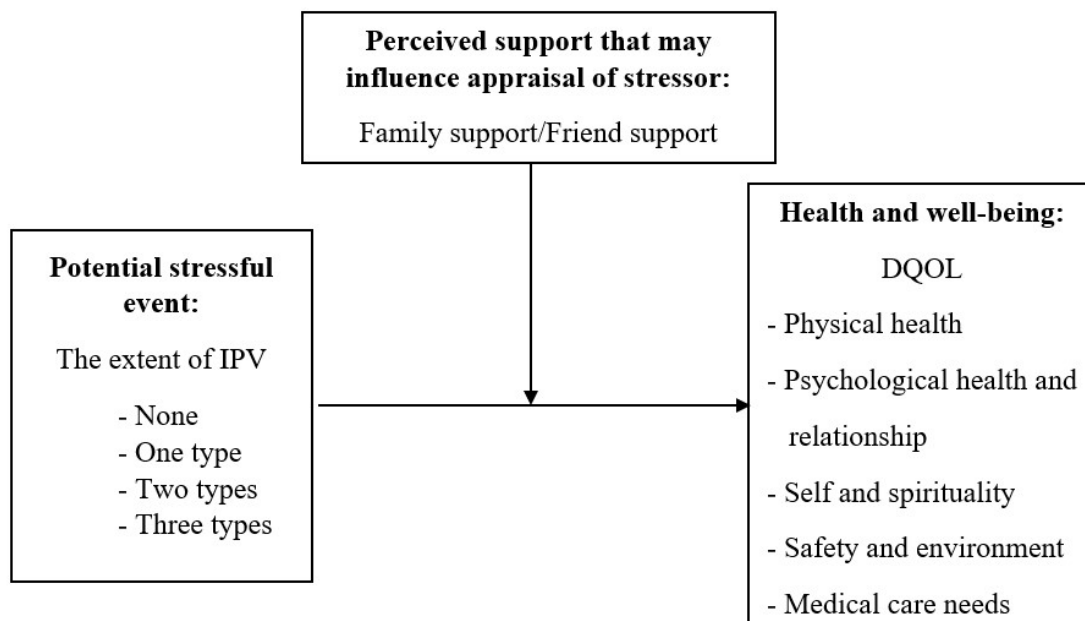 Perceived support that may
influence appraisal of stressor:
Family support/Friend support
Potential stressful
event:
The extent of IPV
- None
- One type
- Two types
- Three types
Health and well-being:
DQOL
- Physical health
- Psychological health and
relationship
- Self and spirituality
- Safety and environment
- Medical care needs